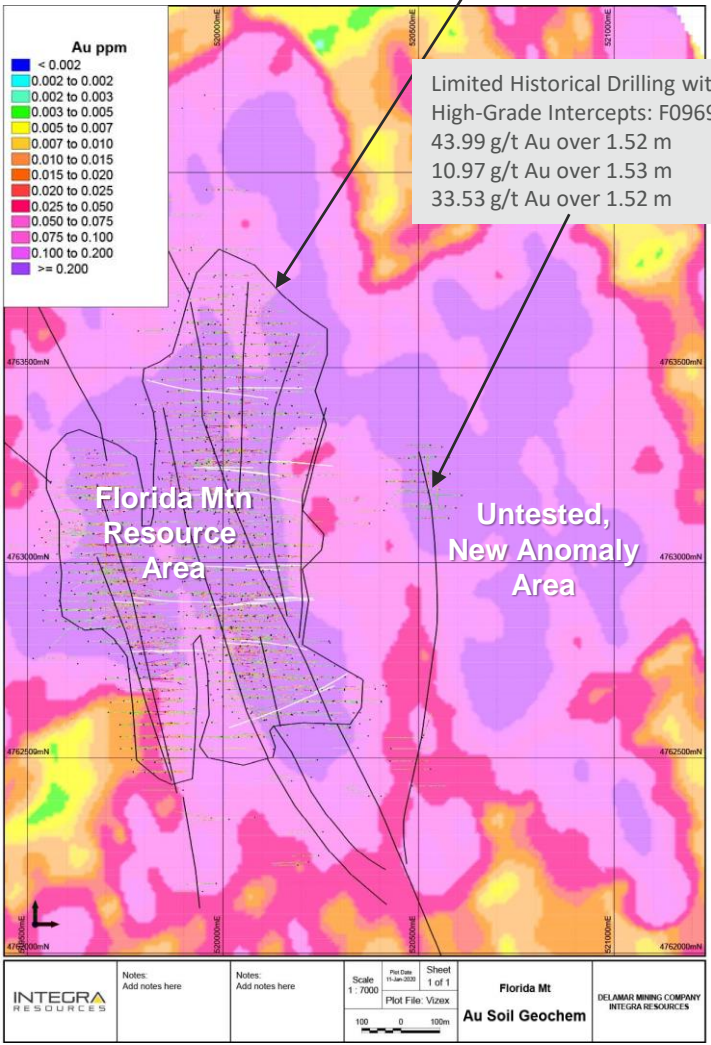 Au ppm
< 0.002
0.002 to 0.002
0.002 to 0.003
0.003 to 0.005
0.005 to 0.007
0.007 to 0.010
0.010 to 0.015
0.015 to 0.020
0.020 to 0.025
0.025 to 0.050
0.050 to 0.075
0.075 to 0.100
0.100 to 0.200
>= 0.200
520000mE
520500mE
521000mE
Limited Historical Drilling wit
High-Grade Intercepts: F0969
43.99 g/t Au over 1.52 m
10.97 g/t Au over 1.53 m
33.53 g/t Au over 1.52 m
4763500mN
4763500mN
Florida Mtn
Resource
Area
Untested,
New Anomaly
Area
4763000mN
4763000mN
4762500mN
4762500mN
4762000mN
4762000mN
520000mE
520500mE
521000mE
INTEGRA
RESOURCES
Notes:
Add notes here
Notes:
Add notes here
Scale
1 : 7000
Plot Date
11-Jan-2020
Sheet
1 of 1
Plot File: Vizex
100 0 100m
Florida Mt
Au Soil Geochem
DELAMAR MINING COMPANY
INTEGRA RESOURCES